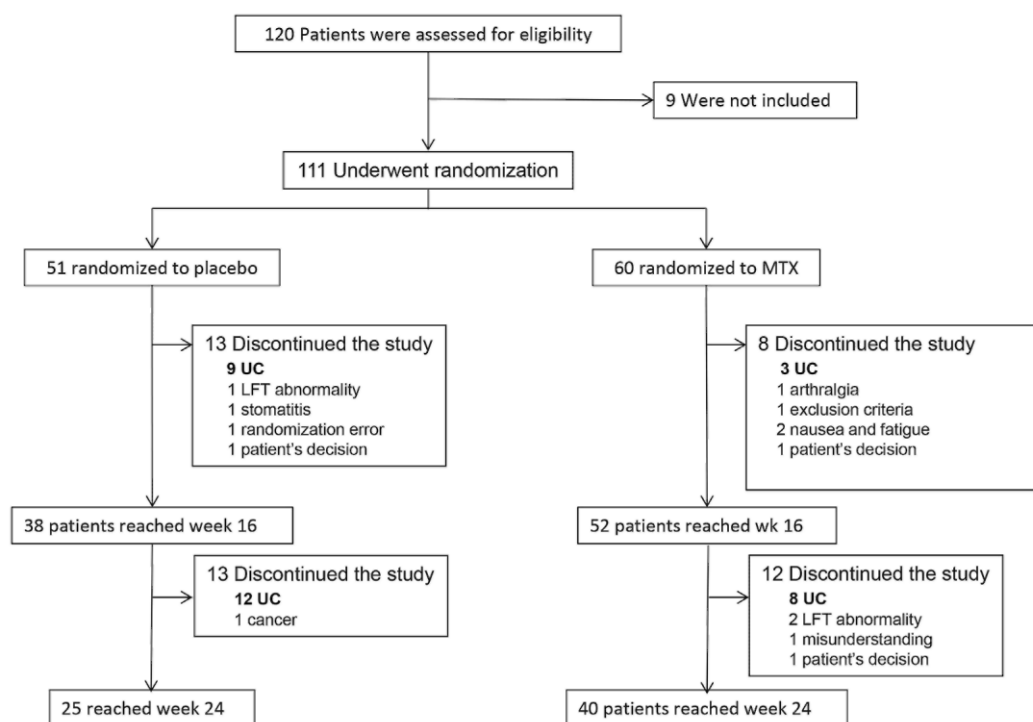 120 Patients were assessed for eligibility
9 Were not included
111 Underwent randomization
51 randomized to placebo
60 randomized to MTX
13 Discontinued the study
9 UC
1 LFT abnormality
1 stomatitis
1 randomization error
1 patient's decision
8 Discontinued the study
3 UC
1 arthralgia
1 exclusion criteria
2 nausea and fatigue
1 patient's decision
38 patients reached week 16
52 patients reached wk 16
13 Discontinued the study
12 UC
1 cancer
12 Discontinued the study
8 UC
2 LFT abnormality
1 misunderstanding
1 patient's decision
25 reached week 24
40 patients reached week 24